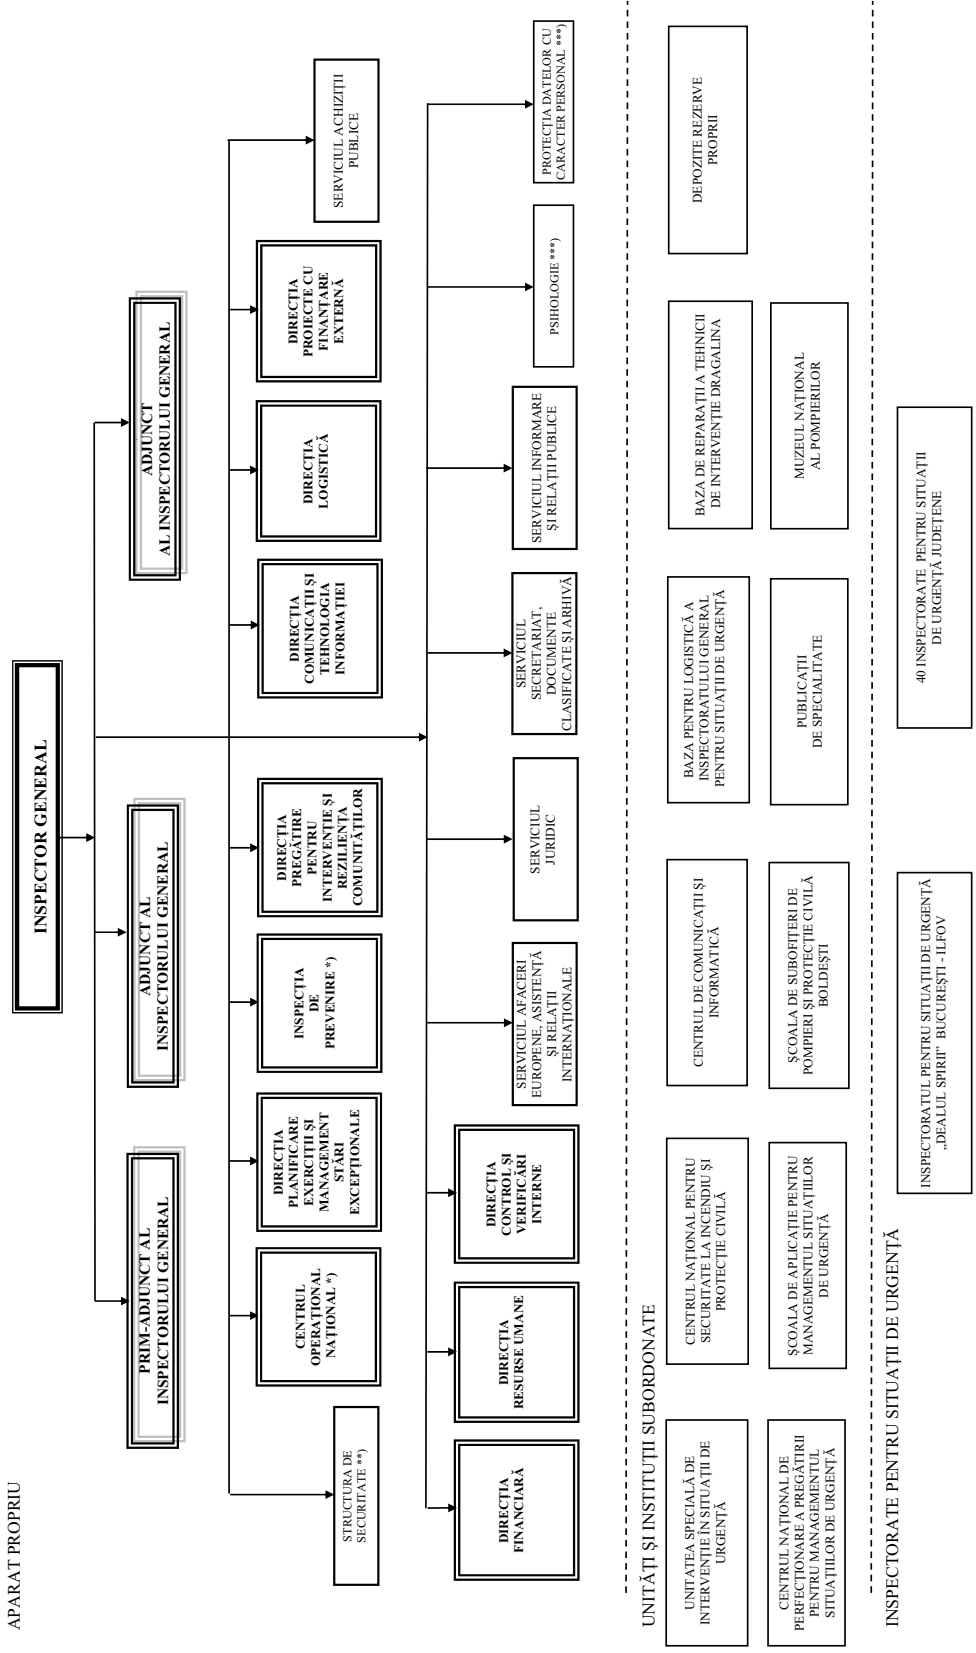 APARAT PROPRIU
INSPECTOR GENERAL
PRIM-ADJUNCT AL
INSPECTORULUI GENERAL
ADJUNCT AL
INSPECTORULUI GENERAL
ADJUNCT
AL INSPECTORULUI GENERAL
STRUCTURA DE
SECURITATE **)
CENTRUL
OPERAȚIONAL
NAȚIONAL *)
DIRECȚIA
PLANIFICARE
EXERCIȚII ȘI
MANAGEMENT
STĂRI
EXCEPȚIONALE
INSPECȚIA
DE
PREVENIRE *)
DIRECȚIA
PREGĂTIRE
PENTRU
INTERVENȚIE ȘI
REZILIENȚA
COMUNITĂȚILOR
DIRECȚIA
COMUNICAȚII ȘI
TEHNOLOGIA
INFORMAȚIEI
DIRECȚIA
LOGISTICĂ
DIRECȚIA
PROIECTE CU
FINANȚARE
EXTERNĂ
SERVICIUL ACHIZIȚII
PUBLICE
DIRECȚIA
FINANCIARĂ
DIRECȚIA
RESURSE UMANE
DIRECȚIA
CONTROL ȘI
VERIFICĂRI
INTERNE
SERVICIUL AFACERI
EUROPENE, ASISTENȚĂ
ȘI RELAȚII
INTERNAȚIONALE
SERVICIUL
JURIDIC
SERVICIUL
SECRETARIAT,
DOCUMENTE
CLASIFICATE ȘI ARHIVĂ
SERVICIUL INFORMARE
ȘI RELAȚII PUBLICE
PSIHOLOGIE ***)
PROTECȚIA DATELOR CU
CARACTER PERSONAL ***)
UNITĂȚI ȘI INSTITUȚII SUBORDONATE
UNITATEA SPECIALĂ DE
INTERVENȚIE ÎN SITUAȚII DE
URGENȚĂ
CENTRUL NAȚIONAL PENTRU
SECURITATE LA INCENDIU ȘI
PROTECȚIE CIVILĂ
CENTRUL DE COMUNICAȚII ȘI
INFORMATICĂ
BAZA PENTRU LOGISTICĂ A
INSPECTORATULUI GENERAL
PENTRU SITUAȚII DE URGENȚĂ
BAZA DE REPARAȚII A TEHNICII
DE INTERVENȚIE DRAGALINA
DEPOZITE REZERVE
PROPRII
CENTRUL NAȚIONAL DE
PERFECȚIONARE A PREGĂTIRII
PENTRU MANAGEMENTUL
SITUAȚIILOR DE URGENȚĂ
ȘCOALA DE APLICAȚIE PENTRU
MANAGEMENTUL SITUAȚIILOR
DE URGENȚĂ
ȘCOALA DE SUBOFIȚERI DE
POMPIERI ȘI PROTECȚIE CIVILĂ
BOLDEȘTI
PUBLICAȚII
DE SPECIALITATE
MUZEUL NAȚIONAL
AL POMPIERILOR
INSPECTORATE PENTRU SITUAȚII DE URGENȚĂ
INSPECTORATUL PENTRU SITUAȚII DE URGENȚĂ
„DEALUL SPIRII” BUCUREȘTI - ILFOV
40 INSPECTORATE PENTRU SITUAȚII
DE URGENȚĂ JUDEȚENE